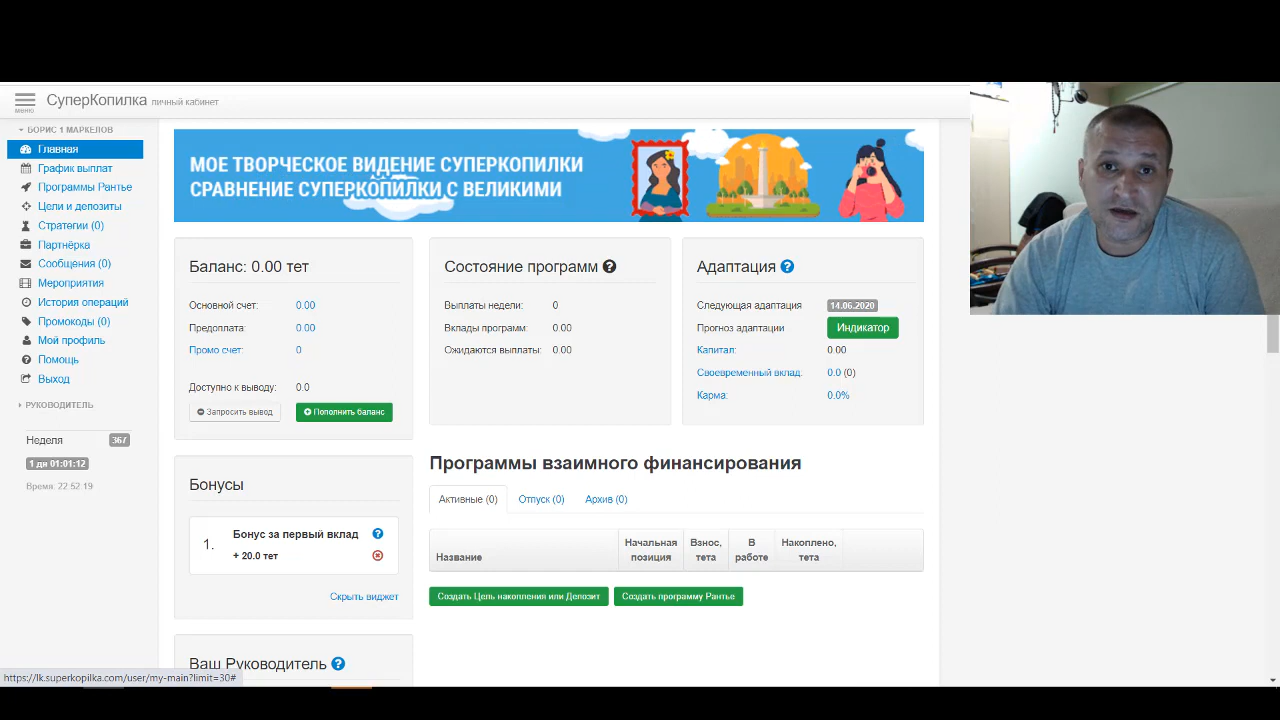 СуперКопилка личный кабинет
МЕНЮ
БОРИС 1 МАРКЕЛОВ
Главная
График выплат
Программы Рантье
Цели и депозиты
Стратегии (0)
Партнёрка
Сообщения (0)
Мероприятия
История операций
Промокоды (0)
Мой профиль
Помощь
Выход
РУКОВОДИТЕЛЬ
Неделя 367
1 дн 01:01:12
Время: 22:52:19
МОЕ ТВОРЧЕСКОЕ ВИДЕНИЕ СУПЕРКОПИЛКИ
СРАВНЕНИЕ СУПЕРКОПИЛКИ С ВЕЛИКИМИ
Баланс: 0.00 тет
Основной счет: 0.00
Предоплата: 0.00
Промо счет: 0
Доступно к выводу: 0.0
Запросить вывод Пополнить баланс
Состояние программ
Выплаты недели: 0
Вклады программ: 0.00
Ожидаются выплаты: 0.00
Адаптация
Следующая адаптация 14.06.2020
Прогноз адаптации Индикатор
Капитал: 0.00
Своевременный вклад: 0.0 (0)
Карма: 0.0%
Бонусы
1. Бонус за первый вклад
+ 20.0 тет
Скрыть виджет
Ваш Руководитель
Программы взаимного финансирования
Активные (0) Отпуск (0) Архив (0)
Название Начальная позиция Взнос, тета В работе Накоплено, тета
Создать Цель накопления или Депозит Создать программу Рантье
https://lk.superkopilka.com/user/my-main?limit=30#